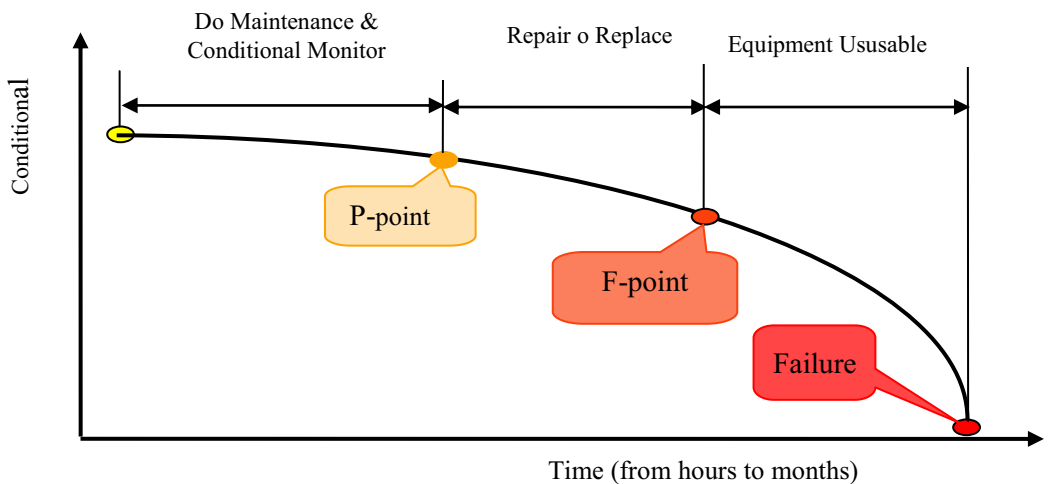 Do Maintenance &
Conditional Monitor
Repair o Replace
Equipment Ususable
Conditional
P-point
F-point
Failure
Time (from hours to months)